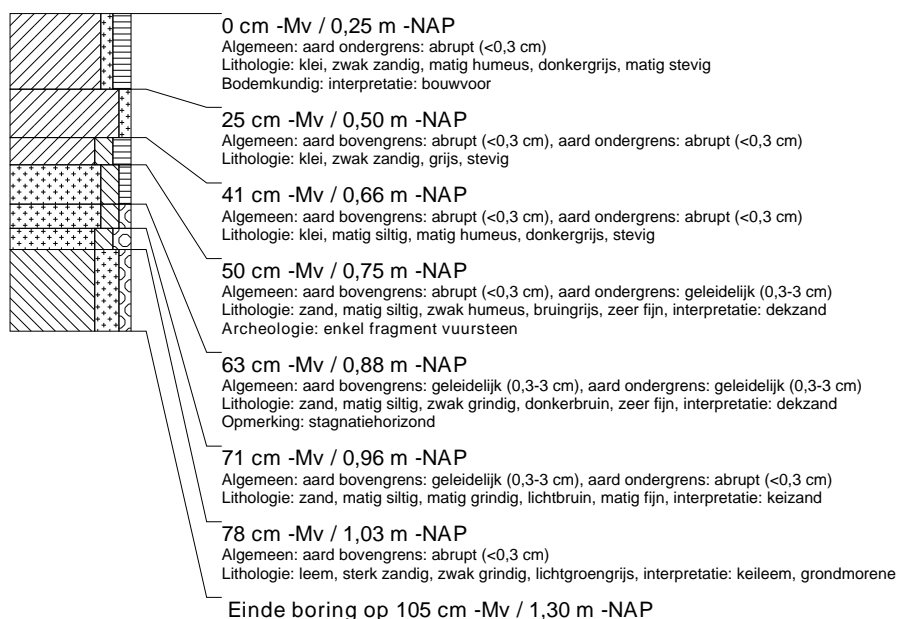 0 cm -Mv / 0,25 m -NAP
Algemeen: aard ondergrens: abrupt (<0,3 cm)
Lithologie: klei, zwak zandig, matig humeus, donkergrijs, matig stevig
Bodemkundig: interpretatie: bouwvoor
25 cm -Mv / 0,50 m -NAP
Algemeen: aard bovengrens: abrupt (<0,3 cm), aard ondergrens: abrupt (<0,3 cm)
Lithologie: klei, zwak zandig, grijs, stevig
41 cm -Mv / 0,66 m -NAP
Algemeen: aard bovengrens: abrupt (<0,3 cm), aard ondergrens: abrupt (<0,3 cm)
Lithologie: klei, matig siltig, matig humeus, donkergrijs, stevig
50 cm -Mv / 0,75 m -NAP
Algemeen: aard bovengrens: abrupt (<0,3 cm), aard ondergrens: geleidelijk (0,3-3 cm)
Lithologie: zand, matig siltig, zwak humeus, bruingrijs, zeer fijn, interpretatie: dekzand
Archeologie: enkel fragment vuursteen
63 cm -Mv / 0,88 m -NAP
Algemeen: aard bovengrens: geleidelijk (0,3-3 cm), aard ondergrens: geleidelijk (0,3-3 cm)
Lithologie: zand, matig siltig, zwak grindig, donkerbruin, zeer fijn, interpretatie: dekzand
Opmerking: stagnatiehorizond
71 cm -Mv / 0,96 m -NAP
Algemeen: aard bovengrens: geleidelijk (0,3-3 cm), aard ondergrens: abrupt (<0,3 cm)
Lithologie: zand, matig siltig, matig grindig, lichtbruin, matig fijn, interpretatie: keizand
78 cm -Mv / 1,03 m -NAP
Algemeen: aard bovengrens: abrupt (<0,3 cm)
Lithologie: leem, sterk zandig, zwak grindig, lichtgroengrijs, interpretatie: keileem, grondmorene
Einde boring op 105 cm -Mv / 1,30 m -NAP